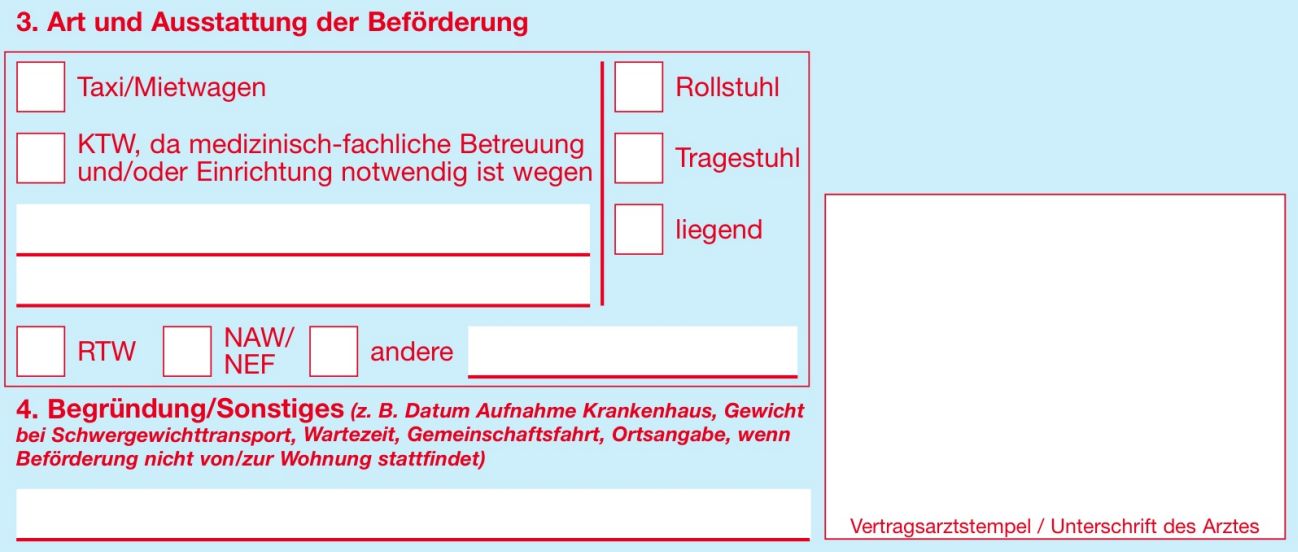 3. Art und Ausstattung der Beförderung
Taxi/Mietwagen
Rollstuhl
KTW, da medizinisch-fachliche Betreuung
und/oder Einrichtung notwendig ist wegen
Tragestuhl
liegend
RTW
NAW/
NEF
andere
4. Begründung/Sonstiges (z. B. Datum Aufnahme Krankenhaus, Gewicht
bei Schwergewichttransport, Wartezeit, Gemeinschaftsfahrt, Ortsangabe, wenn
Beförderung nicht von/zur Wohnung stattfindet)
Vertragsarztstempel / Unterschrift des Arztes